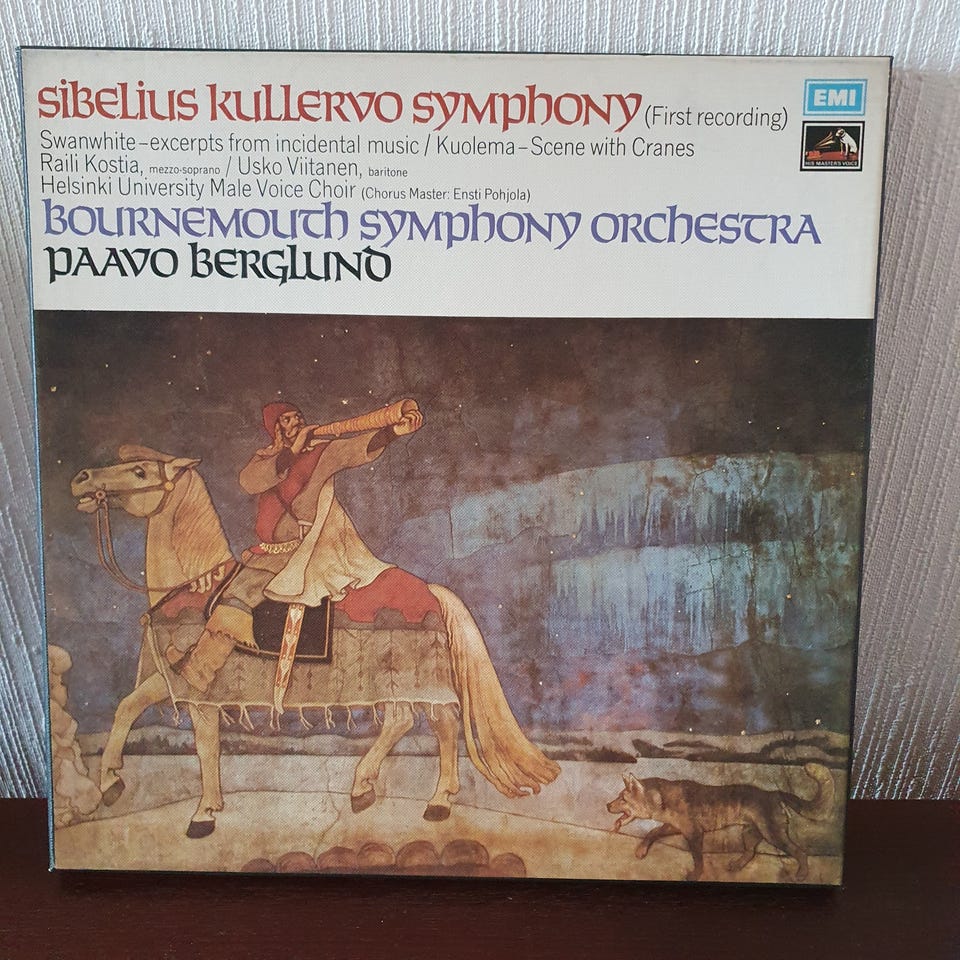 Sibelius Kullervo Symphony (First recording)
Swanwhite–excerpts from incidental music / Kuolema–Scene with Cranes
Raili Kostia, mezzo-soprano / Usko Viitanen, baritone
Helsinki University Male Voice Choir (Chorus Master: Ensti Pohjola)
Bournemouth Symphony Orchestra
Paavo Berglund
EMI
HIS MASTER'S VOICE